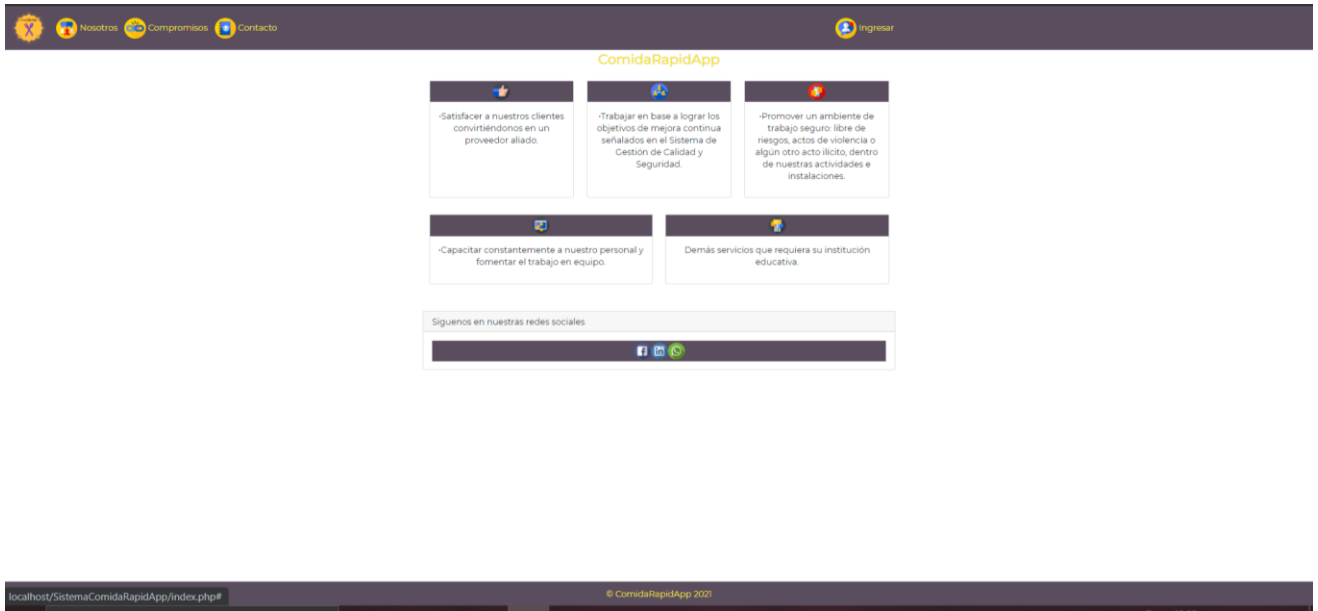 Nosotros Compromisos Contacto Ingresar
ComidaRapidApp
-Satisfacer a nuestros clientes
convirtiéndonos en un
proveedor aliado.
-Trabajar en base a lograr los
objetivos de mejora continua
señalados en el Sistema de
Gestión de Calidad y
Seguridad.
-Promover un ambiente de
trabajo seguro: libre de
riesgos, actos de violencia o
algún otro acto ilícito, dentro
de nuestras actividades e
instalaciones.
-Capacitar constantemente a nuestro personal y
fomentar el trabajo en equipo.
Demás servicios que requiera su institución
educativa.
Siguenos en nuestras redes sociales
localhost/SistemaComidaRapidApp/index.php#
© ComidaRapidApp 2021